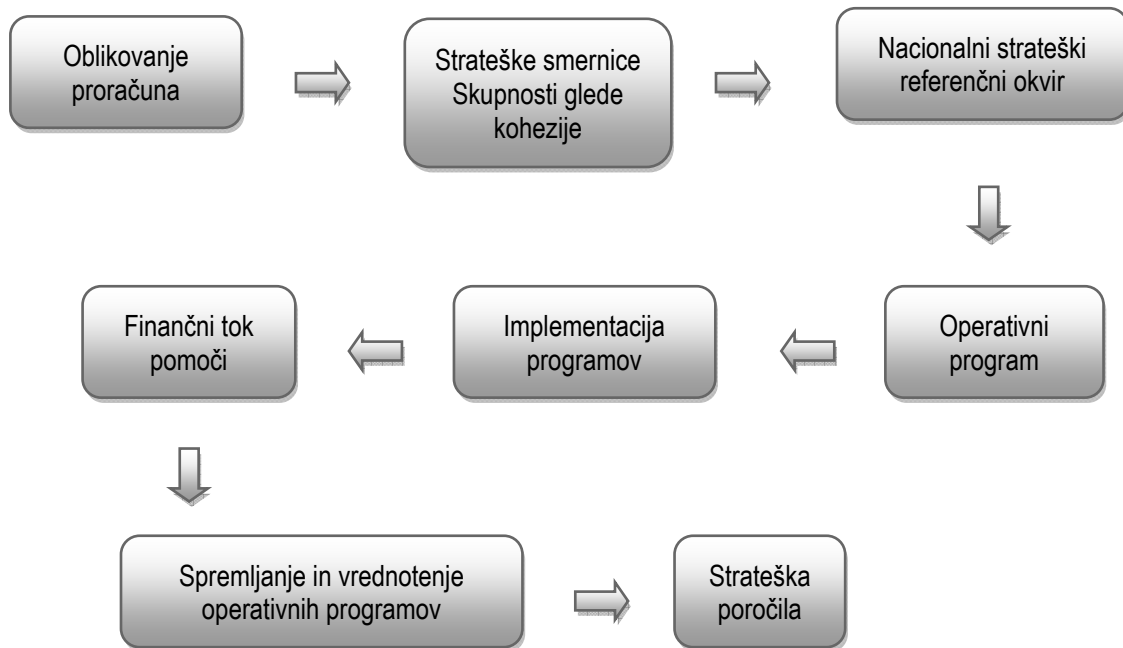 Oblikovanje
proračuna
Strateške smernice
Skupnosti glede
kohezije
Nacionalni strateški
referenčni okvir
Operativni
program
Implementacija
programov
Finančni tok
pomoči
Spremljanje in vrednotenje
operativnih programov
Strateška
poročila